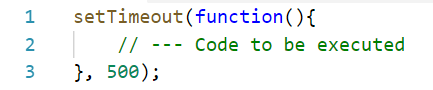 1 setTimeout(function(){
2     // --- Code to be executed
3 }, 500);